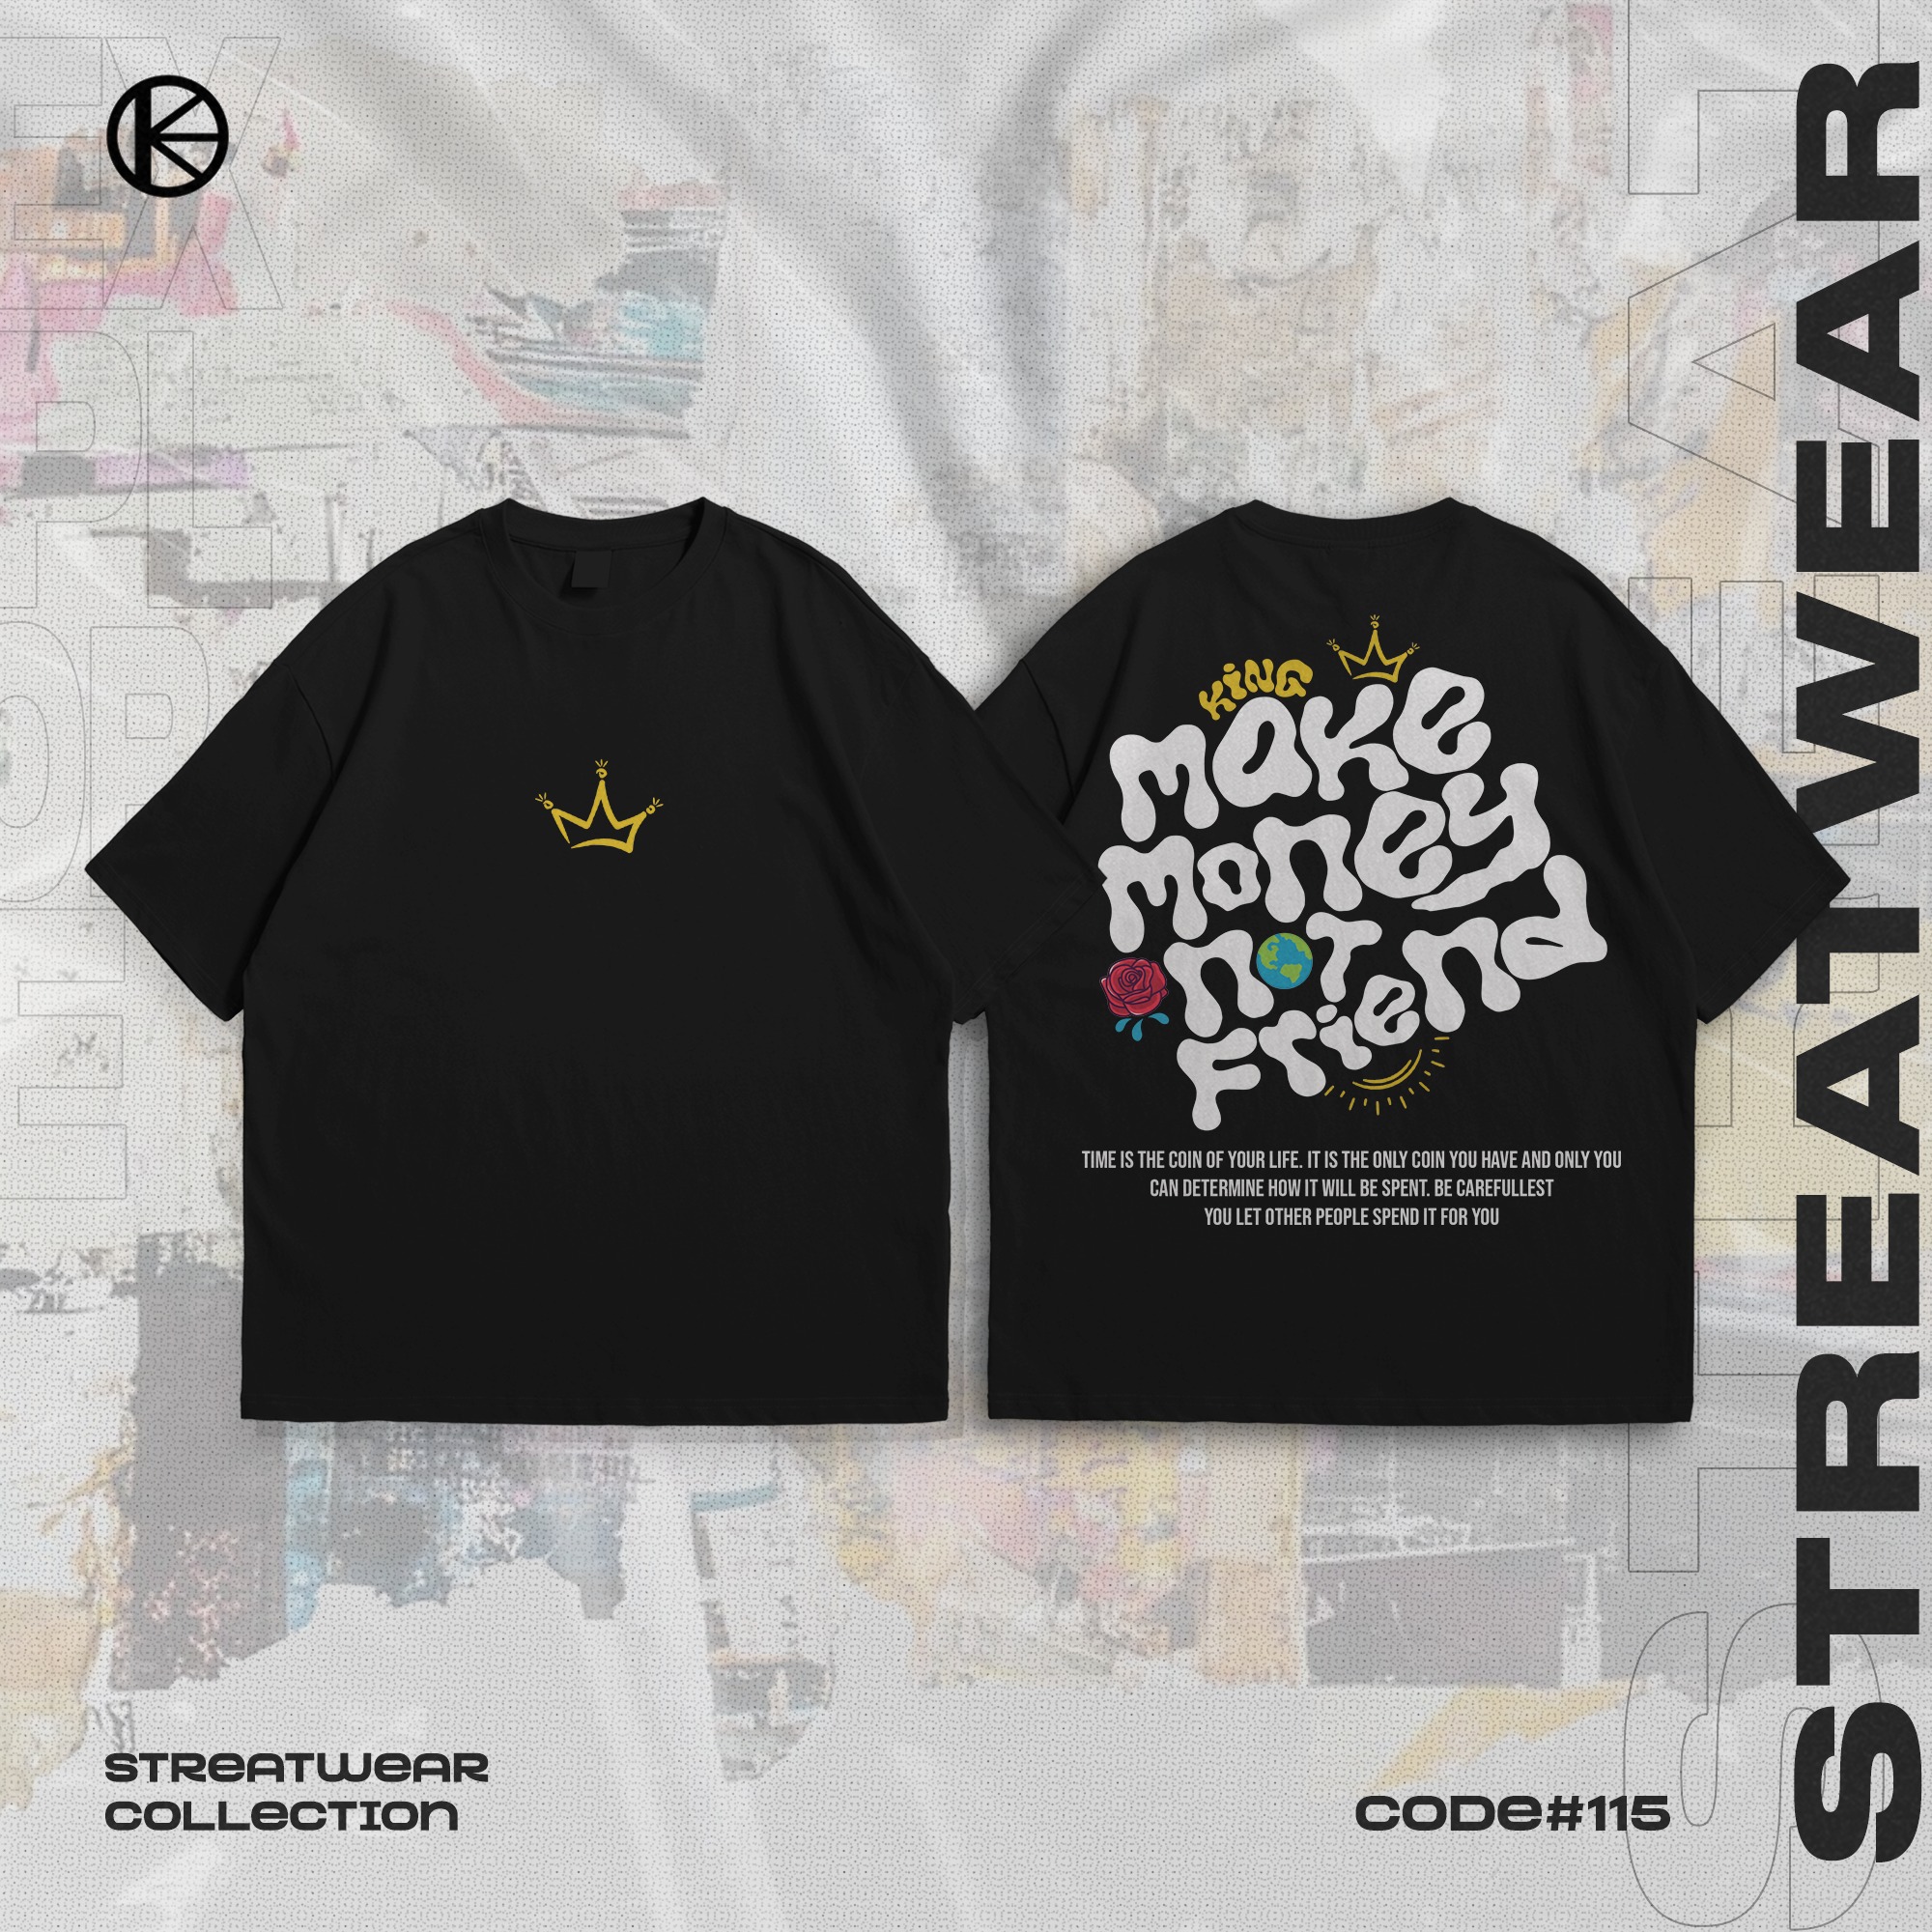 KING
Make
Money
NOT
Friend
TIME IS THE COIN OF YOUR LIFE. IT IS THE ONLY COIN YOU HAVE AND ONLY YOU
CAN DETERMINE HOW IT WILL BE SPENT. BE CAREFULLEST
YOU LET OTHER PEOPLE SPEND IT FOR YOU
STREATWEAR
STREATWEAR
COLLECTION
CODE#115